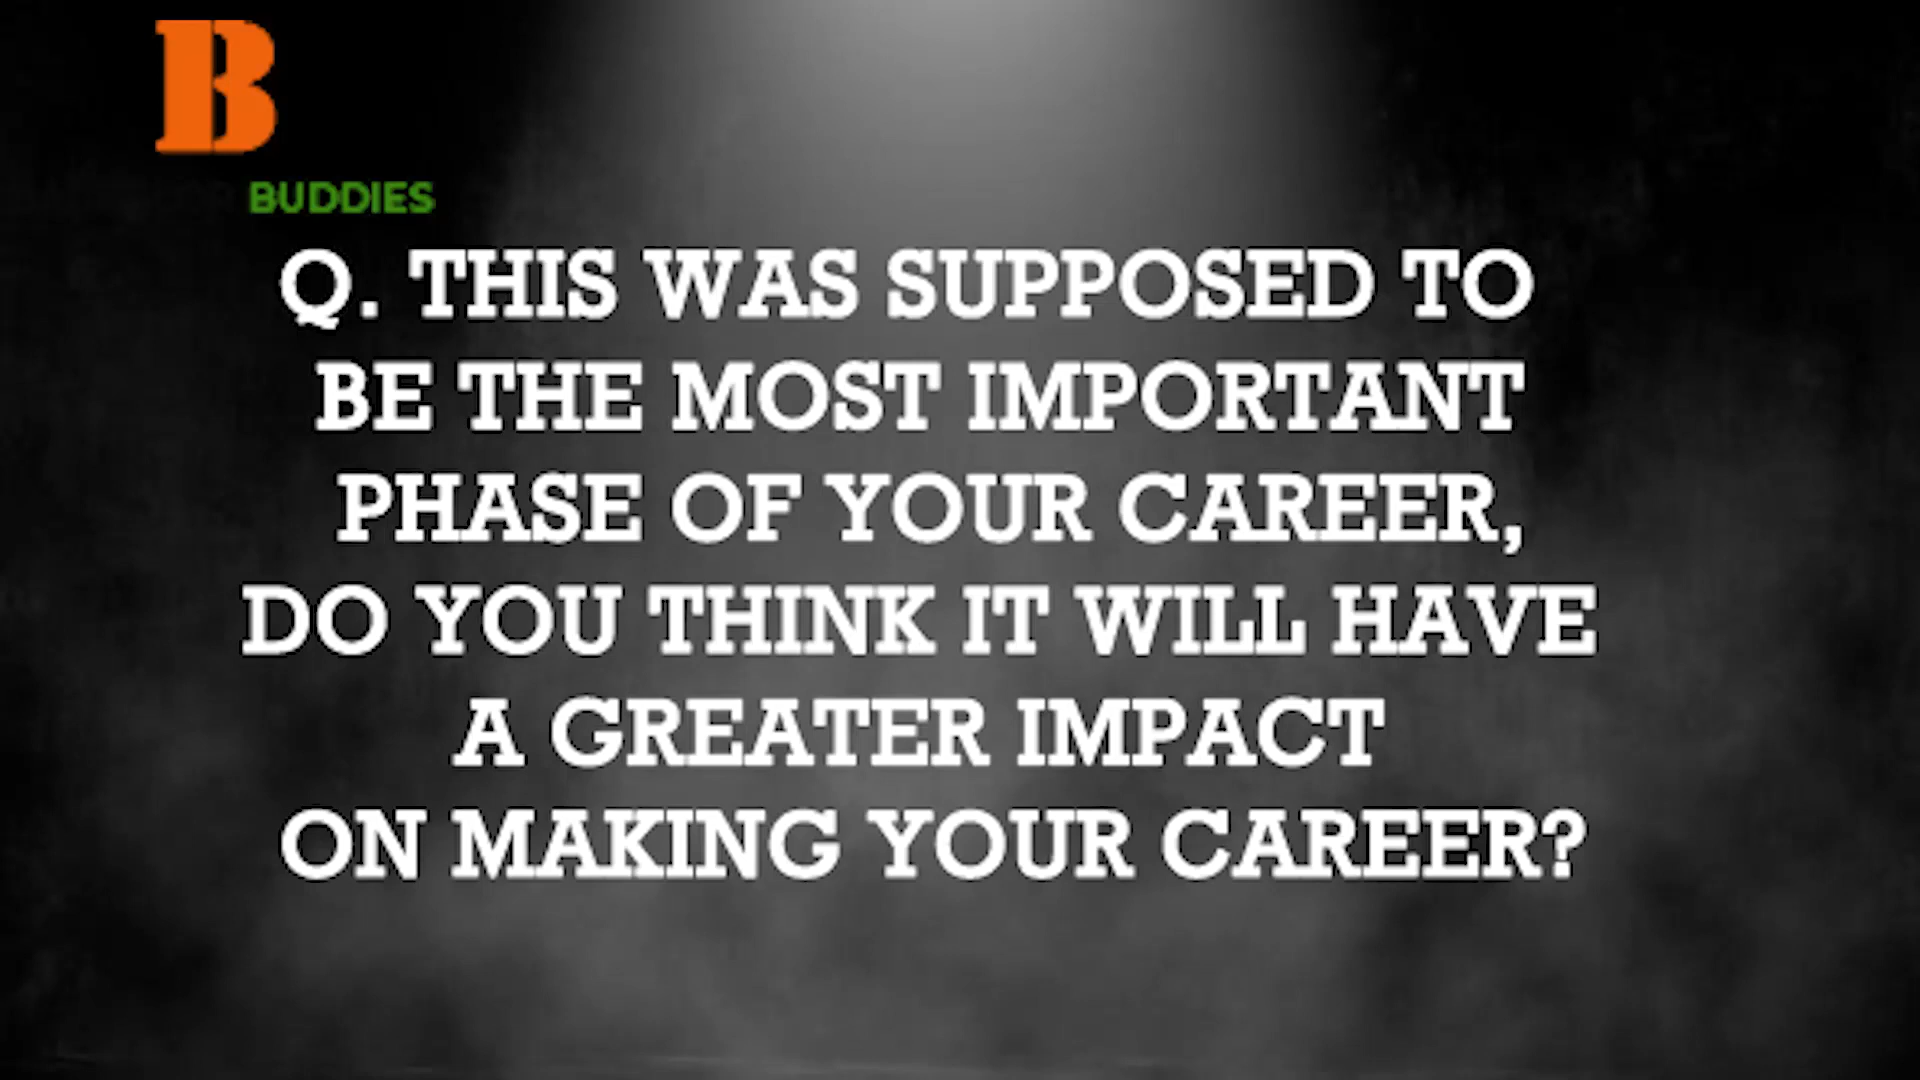 B
BUDDIES
Q. THIS WAS SUPPOSED TO
BE THE MOST IMPORTANT
PHASE OF YOUR CAREER,
DO YOU THINK IT WILL HAVE
A GREATER IMPACT
ON MAKING YOUR CAREER?